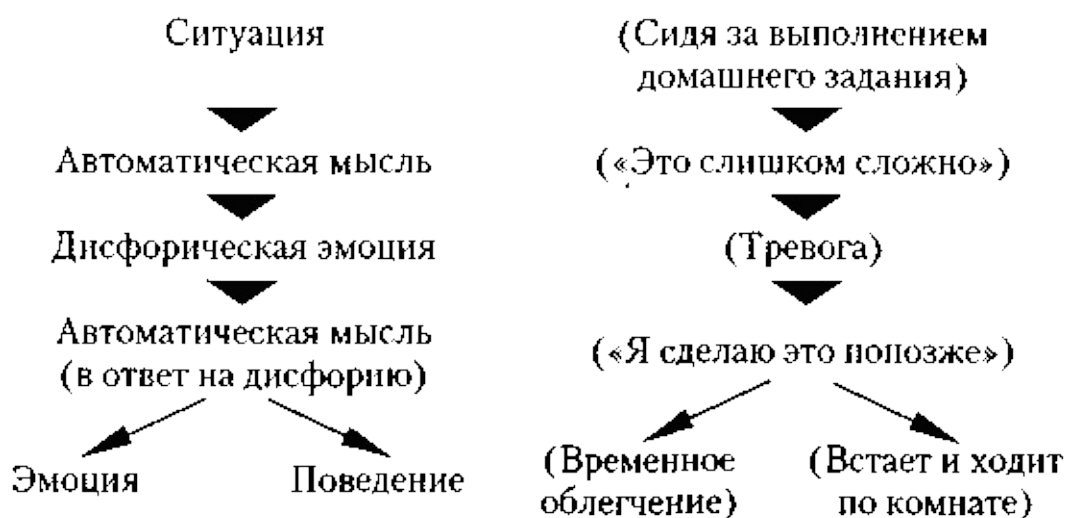 Ситуация
(Сидя за выполнением
домашнего задания)
Автоматическая мысль
(«Это слишком сложно»)
Дисфорическая эмоция
(Тревога)
Автоматическая мысль
(в ответ на дисфорию)
(«Я сделаю это попозже»)
Эмоция
Поведение
(Временное
облегчение)
(Встает и ходит
по комнате)